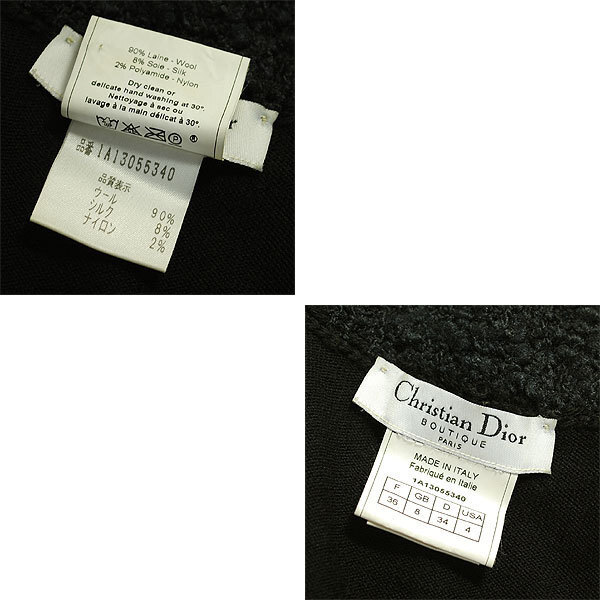 90% Laine - Wool
8% Soie - Silk
2% Polyamide - Nylon
Dry clean or
delicate hand washing at 30°.
Nettoyage à sec ou
lavage à la main délicat à 30°.
or
品番 1A13055340
品質表示
ウール 90%
シルク 8%
ナイロン 2%
Christian Dior
BOUTIQUE
PARIS
MADE IN ITALY
Fabriqué en Italie
1A13055340
F GB D USA
36 8 34 4